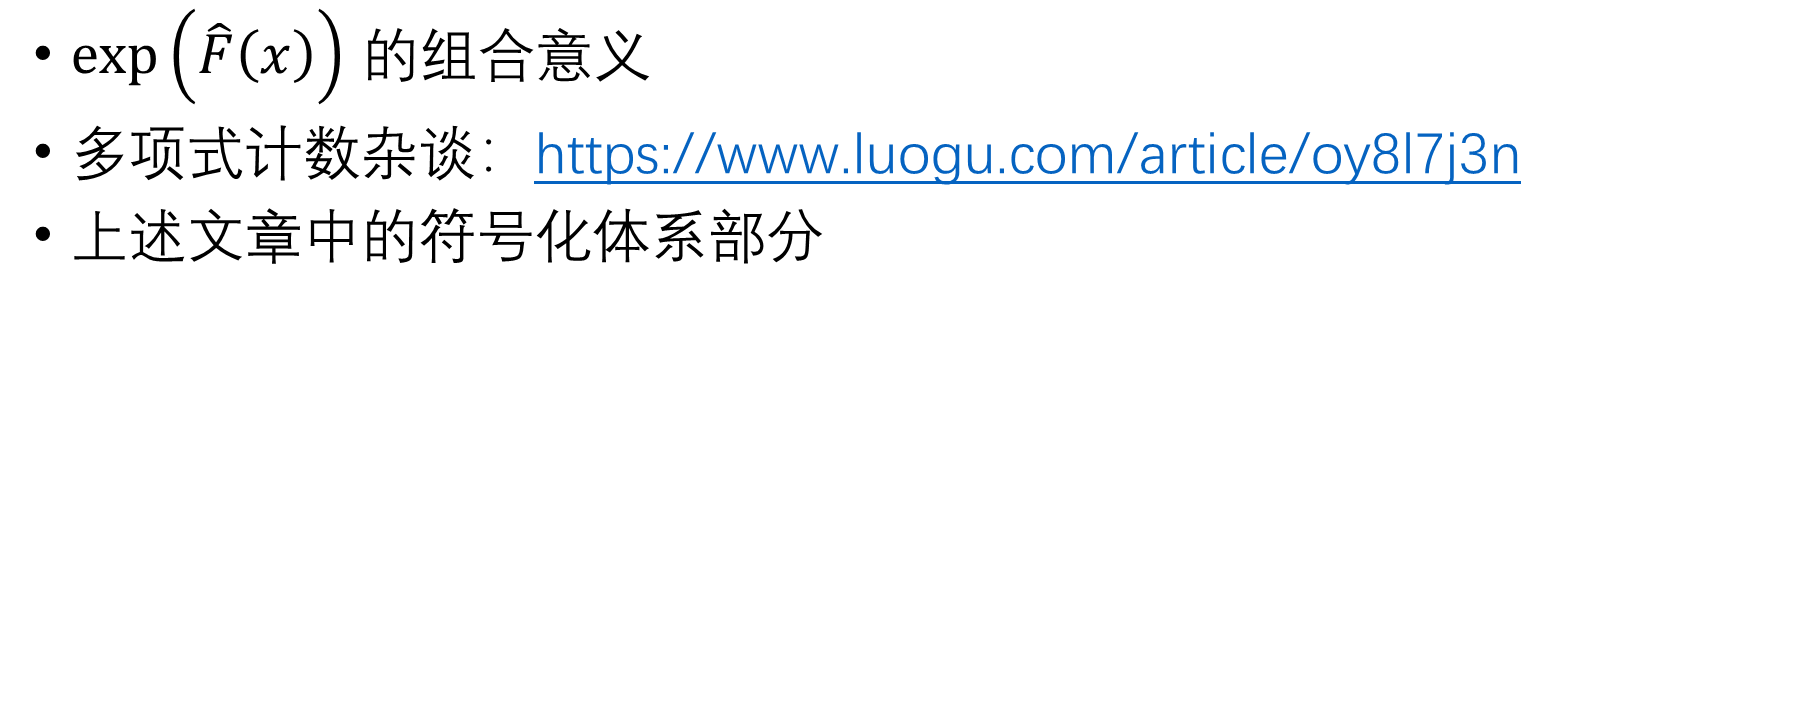 • exp(F̂(x)) 的组合意义
• 多项式计数杂谈：https://www.luogu.com/article/oy8l7j3n
• 上述文章中的符号化体系部分